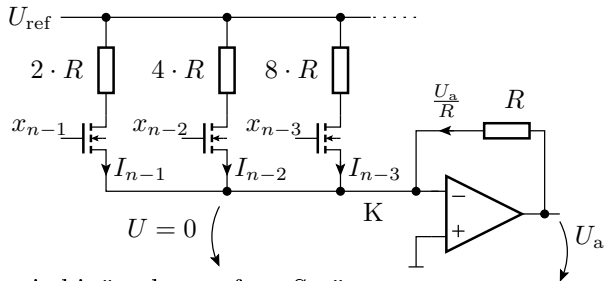 U_ref
2 · R 4 · R 8 · R
U_a/R R
x_{n−1} x_{n−2} x_{n−3}
I_{n−1} I_{n−2} I_{n−3}
−
K
U = 0
+
U_a